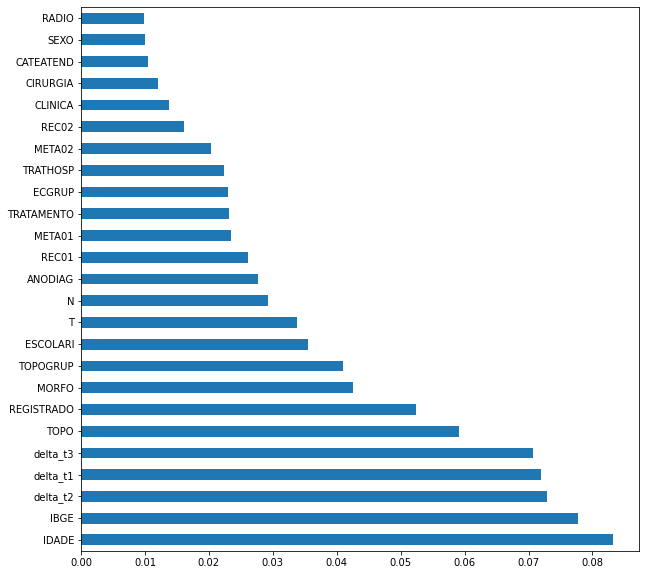 RADIO
SEXO
CATEATEND
CIRURGIA
CLINICA
REC02
META02
TRATHOSP
ECGRUP
TRATAMENTO
META01
REC01
ANODIAG
N
T
ESCOLARI
TOPOGRUP
MORFO
REGISTRADO
TOPO
delta_t3
delta_t1
delta_t2
IBGE
IDADE
0.00 0.01 0.02 0.03 0.04 0.05 0.06 0.07 0.08